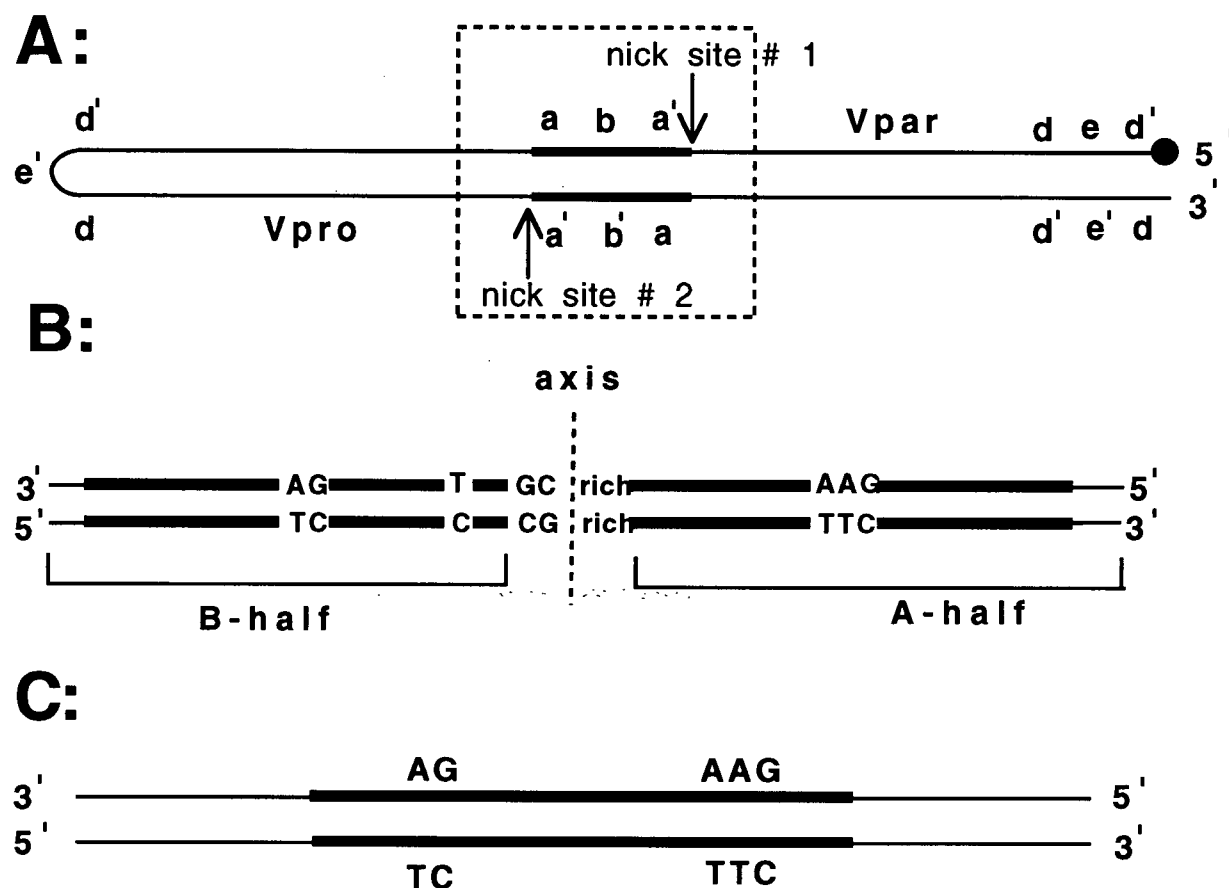 A:
nick site # 1
d' a b a' Vpar d e d'
e' 5'
3'
d Vpro a' b' a d' e' d
nick site # 2
B:
axis
3' AG T GC rich AAG 5'
5' TC C CG rich TTC 3'
B-half A-half
C:
AG AAG
3' 5'
5' 3'
TC TTC